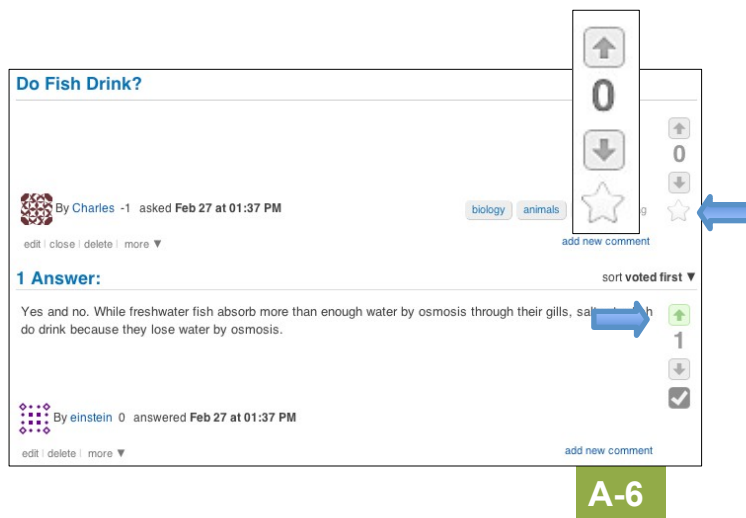 Do Fish Drink?
0
0
By Charles -1 asked Feb 27 at 01:37 PM
biology animals
edit | close | delete | more ▼
add new comment
1 Answer:
sort voted first ▼
Yes and no. While freshwater fish absorb more than enough water by osmosis through their gills,
do drink because they lose water by osmosis.
1
By einstein 0 answered Feb 27 at 01:37 PM
edit | delete | more ▼
add new comment
A-6